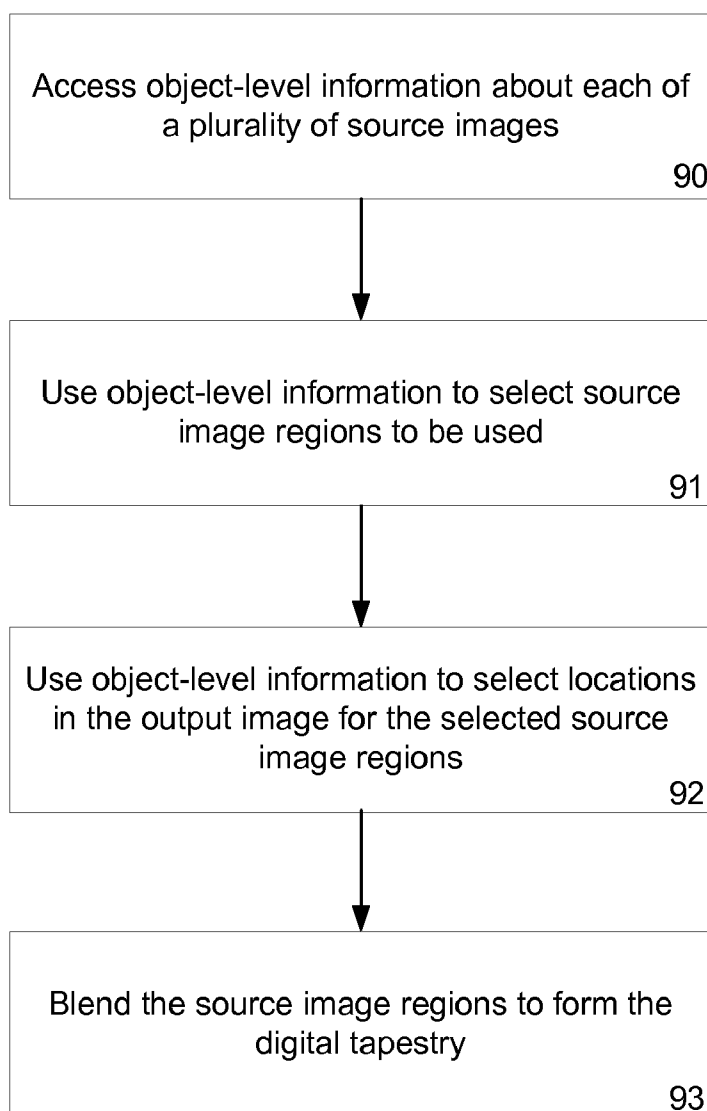 Access object-level information about each of
a plurality of source images
90
Use object-level information to select source
image regions to be used
91
Use object-level information to select locations
in the output image for the selected source
image regions
92
Blend the source image regions to form the
digital tapestry
93